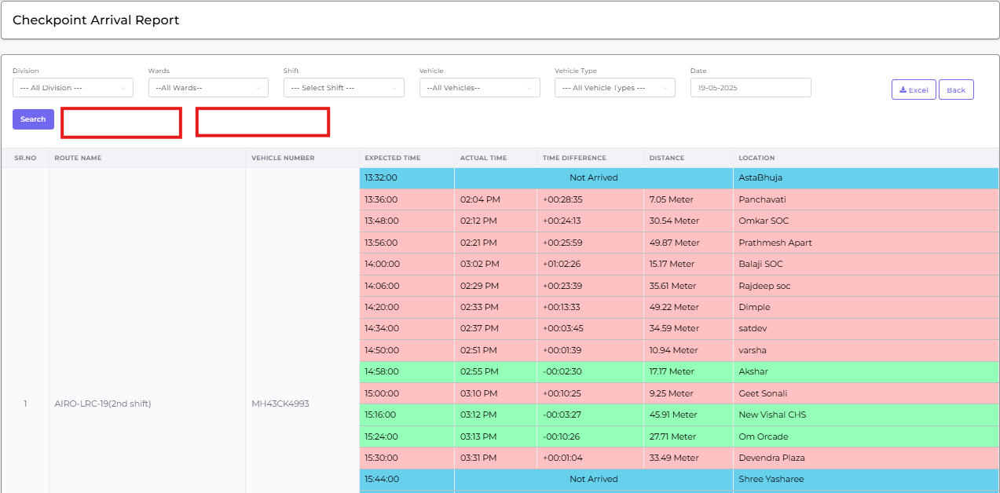 Checkpoint Arrival Report
Division Wards Shift Vehicle Vehicle Type Date
--- All Division --- --All Wards-- --- Select Shift --- --All Vehicles-- --- All Vehicle Types --- 19-05-2025 Excel Back
Search
SR.NO ROUTE NAME VEHICLE NUMBER EXPECTED TIME ACTUAL TIME TIME DIFFERENCE DISTANCE LOCATION
13:32:00 Not Arrived AstaBhuja
13:36:00 02:04 PM +00:28:35 7.05 Meter Panchavati
13:48:00 02:12 PM +00:24:13 30.54 Meter Omkar SOC
13:56:00 02:21 PM +00:25:59 49.87 Meter Prathmesh Apart
14:00:00 03:02 PM +01:02:26 15.17 Meter Balaji SOC
14:06:00 02:29 PM +00:23:39 35.61 Meter Rajdeep soc
14:20:00 02:33 PM +00:13:33 49.22 Meter Dimple
14:34:00 02:37 PM +00:03:45 34.59 Meter satdev
14:50:00 02:51 PM +00:01:39 10.94 Meter varsha
14:58:00 02:55 PM -00:02:30 17.17 Meter Akshar
15:00:00 03:10 PM +00:10:25 9.25 Meter Geet Sonali
1 AIRO-LRC-19(2nd shift) MH43CK4993
15:16:00 03:12 PM -00:03:27 45.91 Meter New Vishal CHS
15:24:00 03:13 PM -00:10:26 27.71 Meter Om Orcade
15:30:00 03:31 PM +00:01:04 33.49 Meter Devendra Plaza
15:44:00 Not Arrived Shree Yasharee